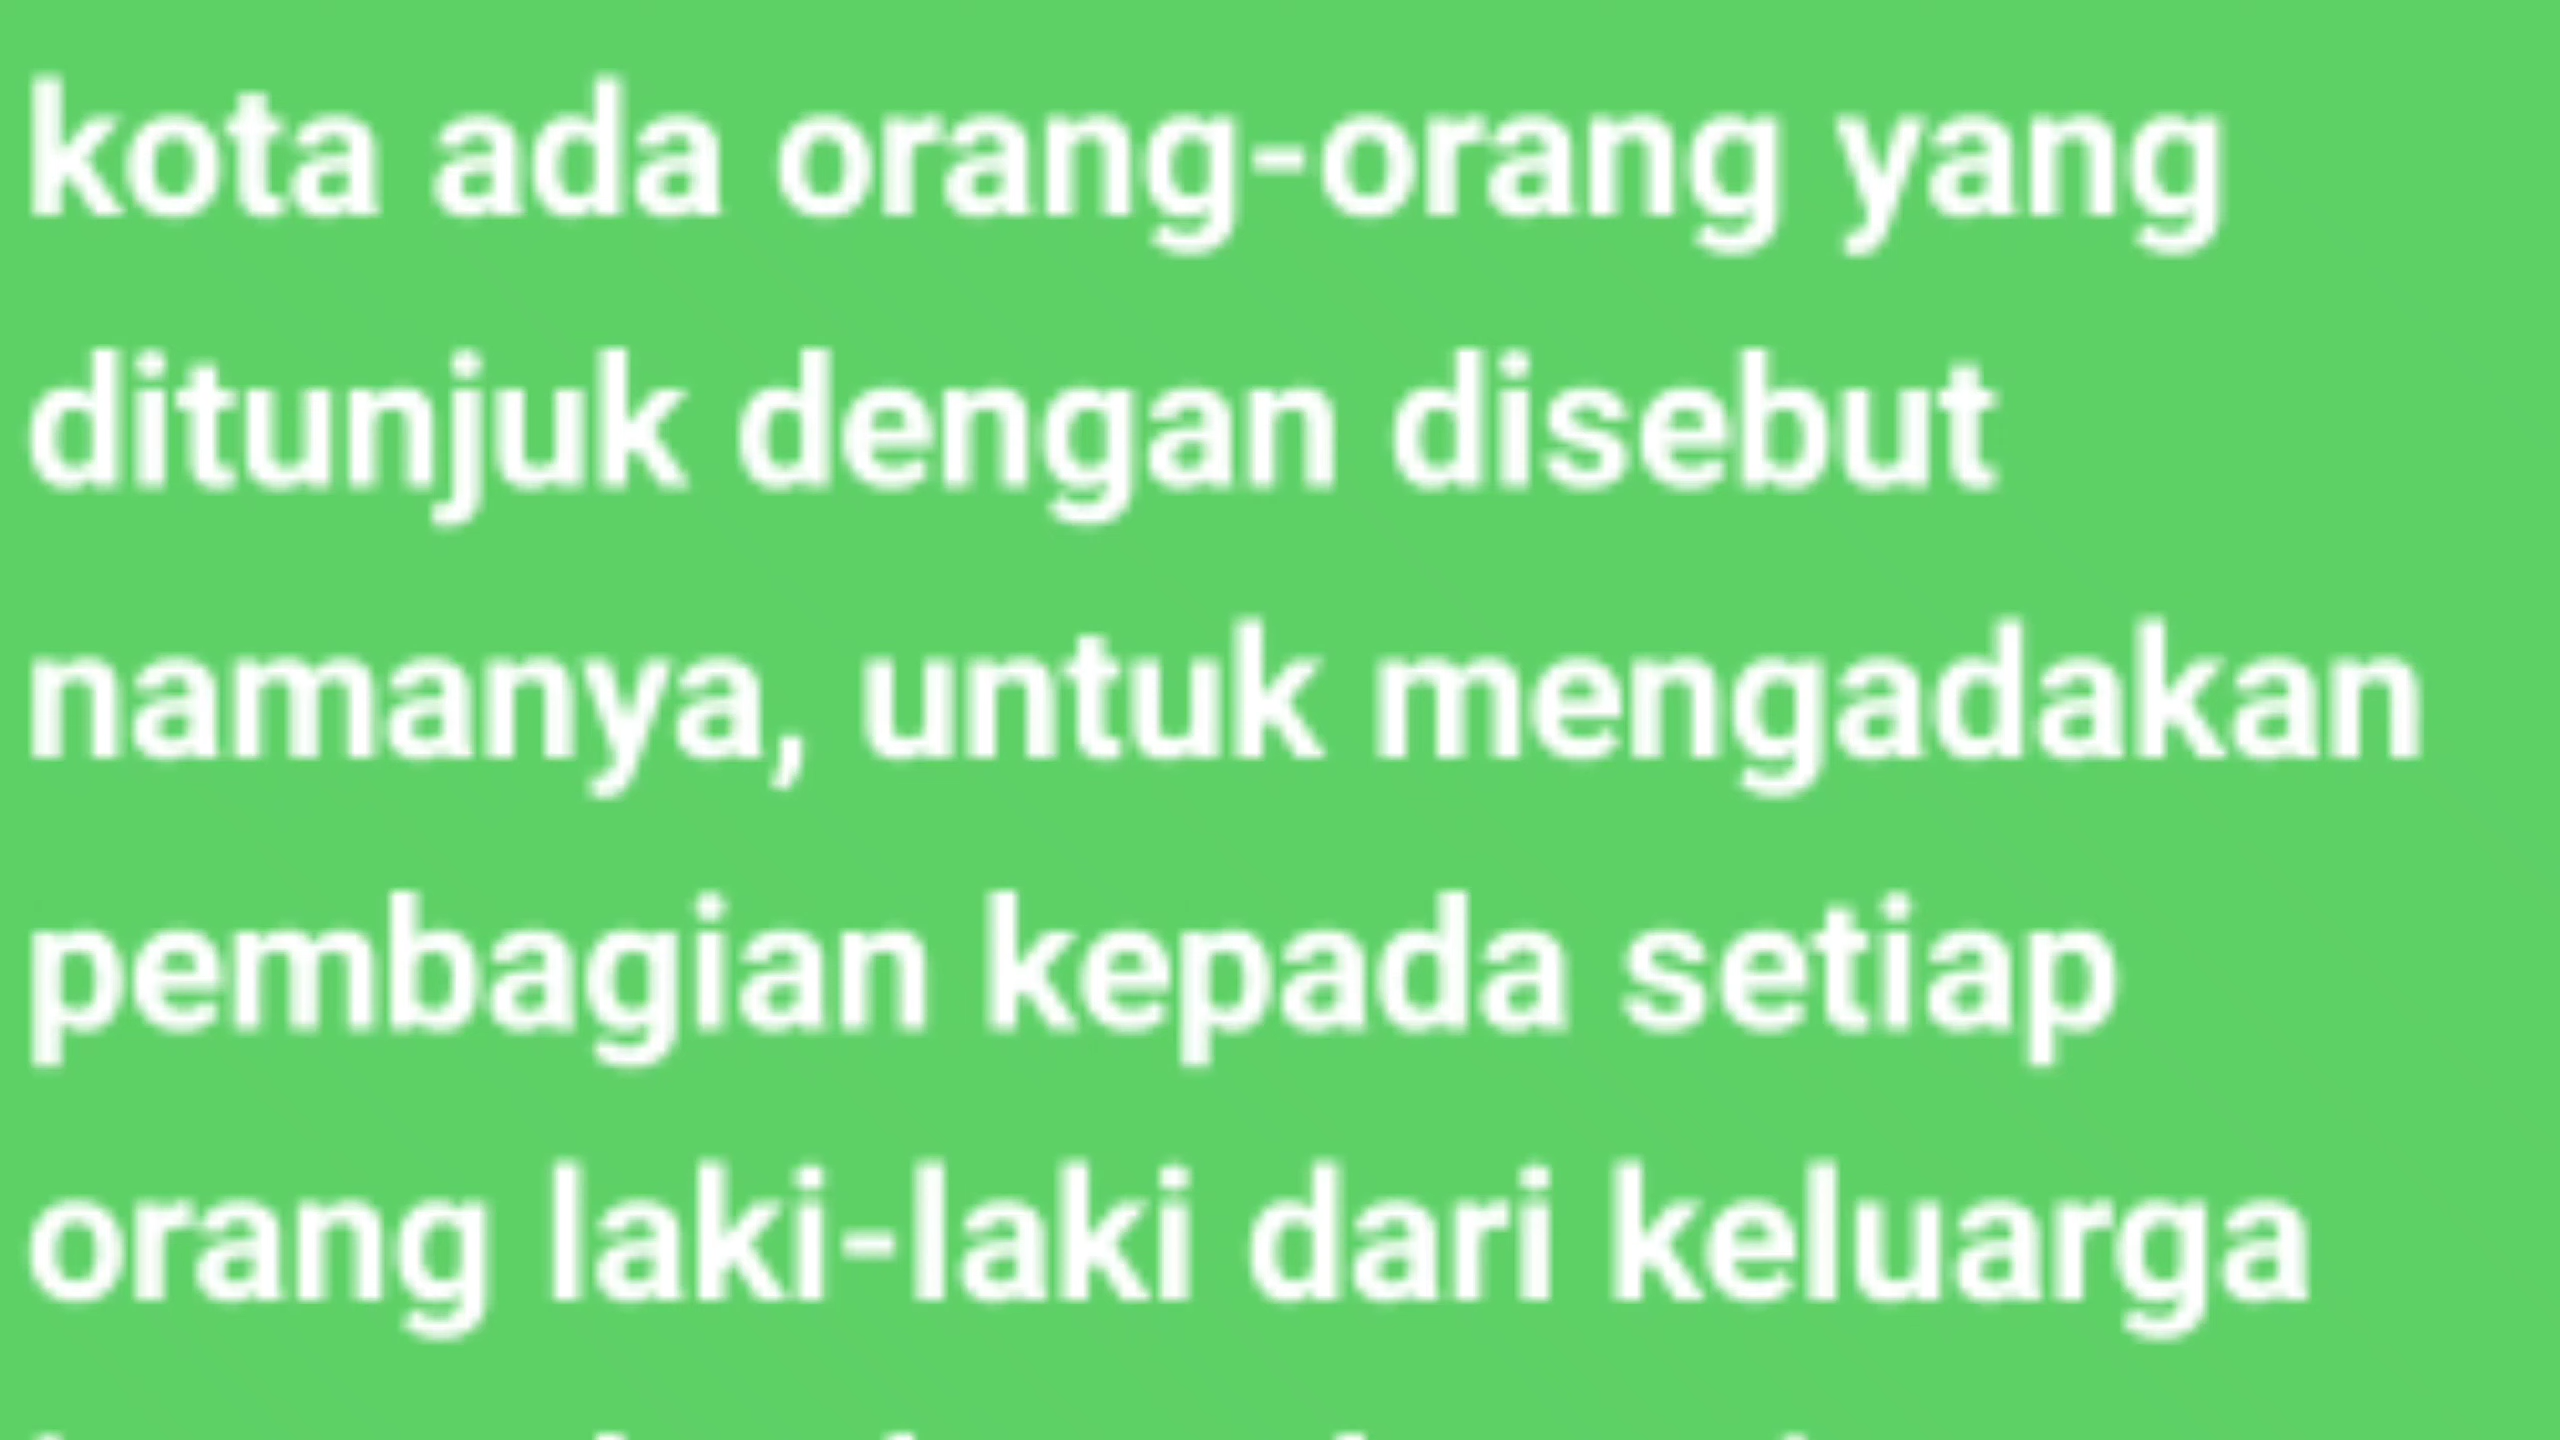 kota ada orang-orang yang
ditunjuk dengan disebut
namanya, untuk mengadakan
pembagian kepada setiap
orang laki-laki dari keluarga